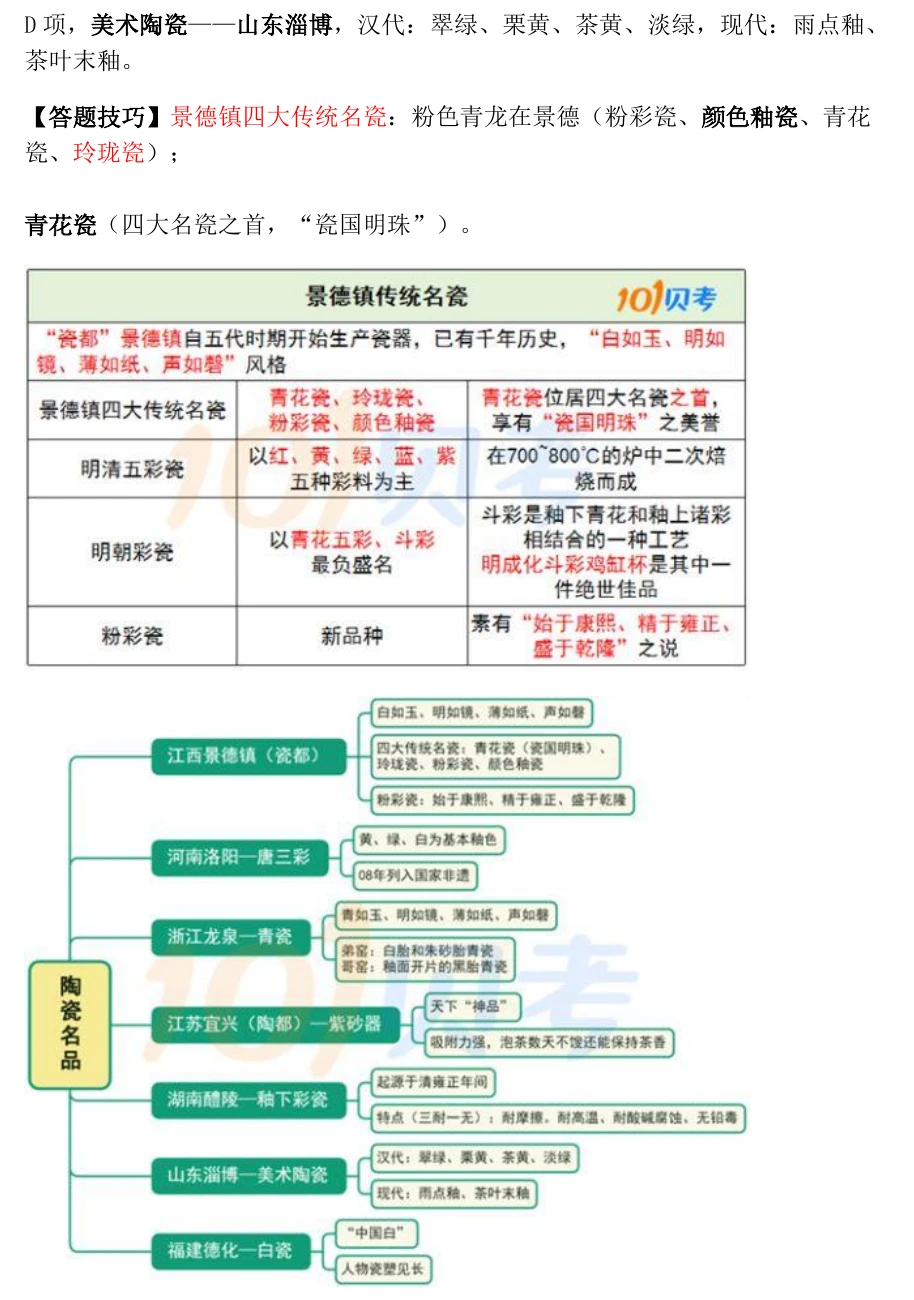 D 项，美术陶瓷——山东淄博，汉代：翠绿、栗黄、茶黄、淡绿，现代：雨点釉、
茶叶末釉。
【答题技巧】景德镇四大传统名瓷：粉色青龙在景德（粉彩瓷、颜色釉瓷、青花
瓷、玲珑瓷）；
青花瓷（四大名瓷之首，“瓷国明珠”）。
景德镇传统名瓷
101贝考
“瓷都”景德镇自五代时期开始生产瓷器，已有千年历史，“白如玉、明如
镜、薄如纸、声如磬”风格
景德镇四大传统名瓷
青花瓷、玲珑瓷、
粉彩瓷、颜色釉瓷
青花瓷位居四大名瓷之首，
享有“瓷国明珠”之美誉
明清五彩瓷
以红、黄、绿、蓝、紫
五种彩料为主
在700~800℃的炉中二次焙
烧而成
明朝彩瓷
以青花五彩、斗彩
最负盛名
斗彩是釉下青花和釉上诸彩
相结合的一种工艺
明成化斗彩鸡缸杯是其中一
件绝世佳品
粉彩瓷
新品种
素有“始于康熙、精于雍正、
盛于乾隆”之说
101贝考
陶瓷名品
江西景德镇（瓷都）
白如玉、明如镜、薄如纸、声如磬
四大传统名瓷：青花瓷（瓷国明珠）、
玲珑瓷、粉彩瓷、颜色釉瓷
粉彩瓷：始于康熙、精于雍正、盛于乾隆
河南洛阳—唐三彩
黄、绿、白为基本釉色
08年列入国家非遗
浙江龙泉—青瓷
青如玉、明如镜、薄如纸、声如磬
弟窑：白胎和朱砂胎青瓷
哥窑：釉面开片的黑胎青瓷
江苏宜兴（陶都）—紫砂器
天下“神品”
吸附力强，泡茶数天不馊还能保持茶香
湖南醴陵—釉下彩瓷
起源于清雍正年间
特点（三耐一无）：耐摩擦。耐高温、耐酸碱腐蚀、无铅毒
山东淄博—美术陶瓷
汉代：翠绿、栗黄、茶黄、淡绿
现代：雨点釉、茶叶末釉
福建德化—白瓷
“中国白”
人物瓷塑见长
101贝考